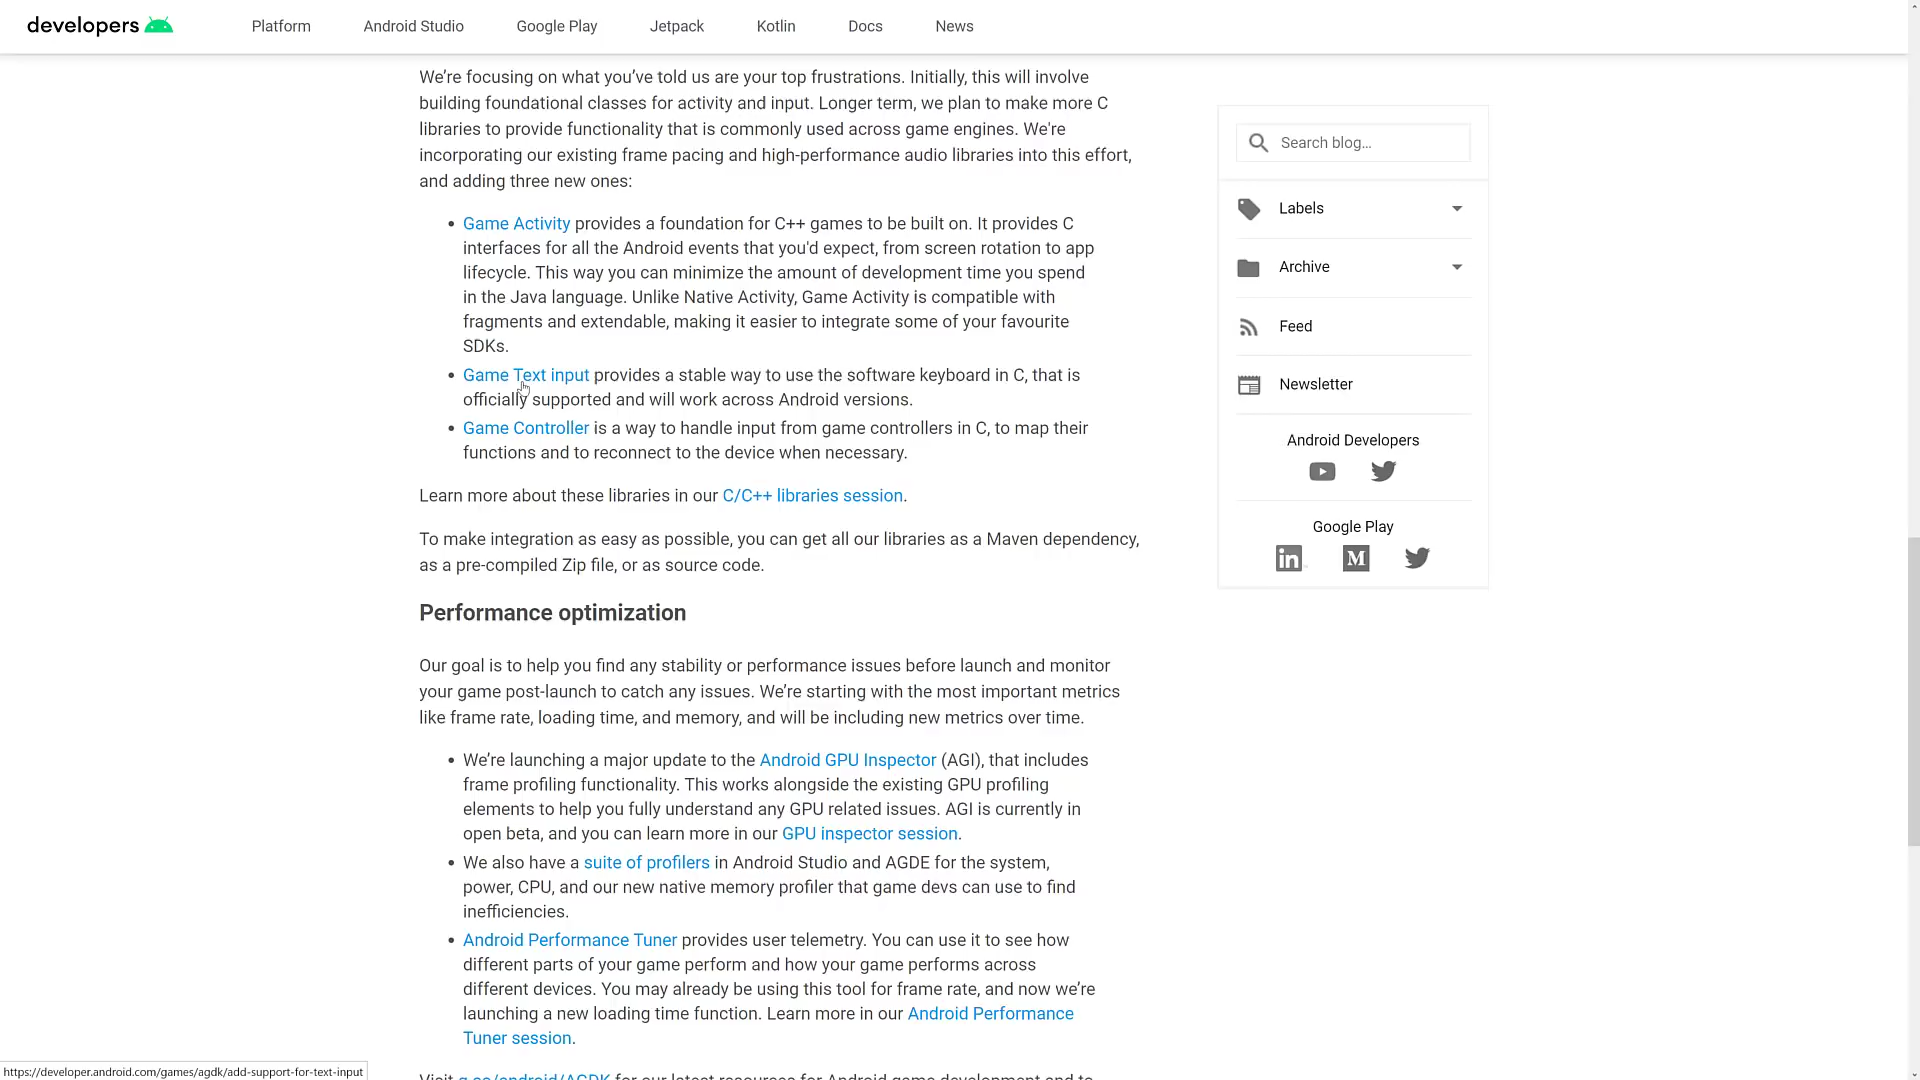 developers
Platform
Android Studio
Google Play
Jetpack
Kotlin
Docs
News
We’re focusing on what you’ve told us are your top frustrations. Initially, this will involve
building foundational classes for activity and input. Longer term, we plan to make more C
libraries to provide functionality that is commonly used across game engines. We're
incorporating our existing frame pacing and high-performance audio libraries into this effort,
and adding three new ones:
• Game Activity provides a foundation for C++ games to be built on. It provides C
interfaces for all the Android events that you'd expect, from screen rotation to app
lifecycle. This way you can minimize the amount of development time you spend
in the Java language. Unlike Native Activity, Game Activity is compatible with
fragments and extendable, making it easier to integrate some of your favourite
SDKs.
• Game Text input provides a stable way to use the software keyboard in C, that is
officially supported and will work across Android versions.
• Game Controller is a way to handle input from game controllers in C, to map their
functions and to reconnect to the device when necessary.
Learn more about these libraries in our C/C++ libraries session.
To make integration as easy as possible, you can get all our libraries as a Maven dependency,
as a pre-compiled Zip file, or as source code.
Performance optimization
Our goal is to help you find any stability or performance issues before launch and monitor
your game post-launch to catch any issues. We’re starting with the most important metrics
like frame rate, loading time, and memory, and will be including new metrics over time.
• We’re launching a major update to the Android GPU Inspector (AGI), that includes
frame profiling functionality. This works alongside the existing GPU profiling
elements to help you fully understand any GPU related issues. AGI is currently in
open beta, and you can learn more in our GPU inspector session.
• We also have a suite of profilers in Android Studio and AGDE for the system,
power, CPU, and our new native memory profiler that game devs can use to find
inefficiencies.
• Android Performance Tuner provides user telemetry. You can use it to see how
different parts of your game perform and how your game performs across
different devices. You may already be using this tool for frame rate, and now we’re
launching a new loading time function. Learn more in our Android Performance
Tuner session.
Visit g.co/android/AGDK for our latest resources for Android game development and to
Search blog...
Labels
Archive
Feed
Newsletter
Android Developers
Google Play
in
M
https://developer.android.com/games/agdk/add-support-for-text-input